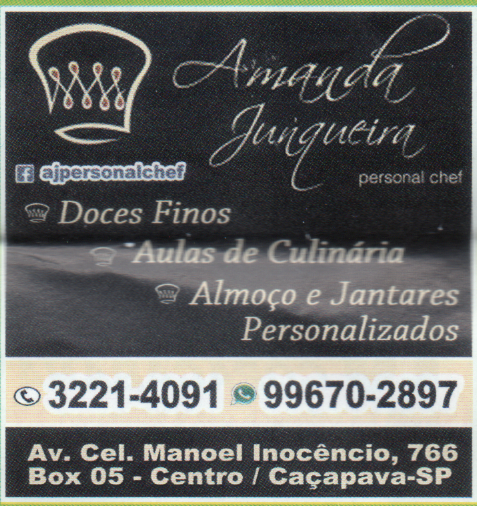 Amanda
Junqueira
personal chef
ajpersonalchef
Doces Finos
Aulas de Culinária
Almoço e Jantares
Personalizados
3221-4091 99670-2897
Av. Cel. Manoel Inocêncio, 766
Box 05 - Centro / Caçapava-SP